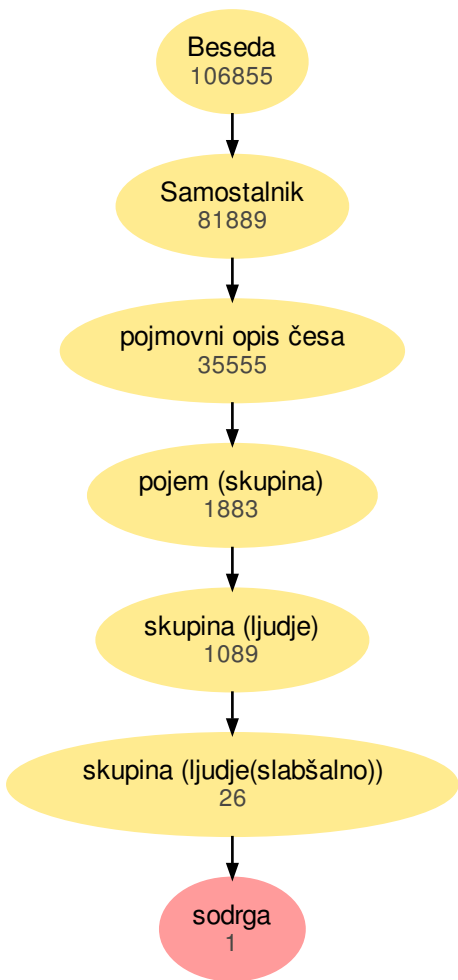 Beseda
106855
Samostalnik
81889
pojmovni opis česa
35555
pojem (skupina)
1883
skupina (ljudje)
1089
skupina (ljudje(slabšalno))
26
sodrga
1